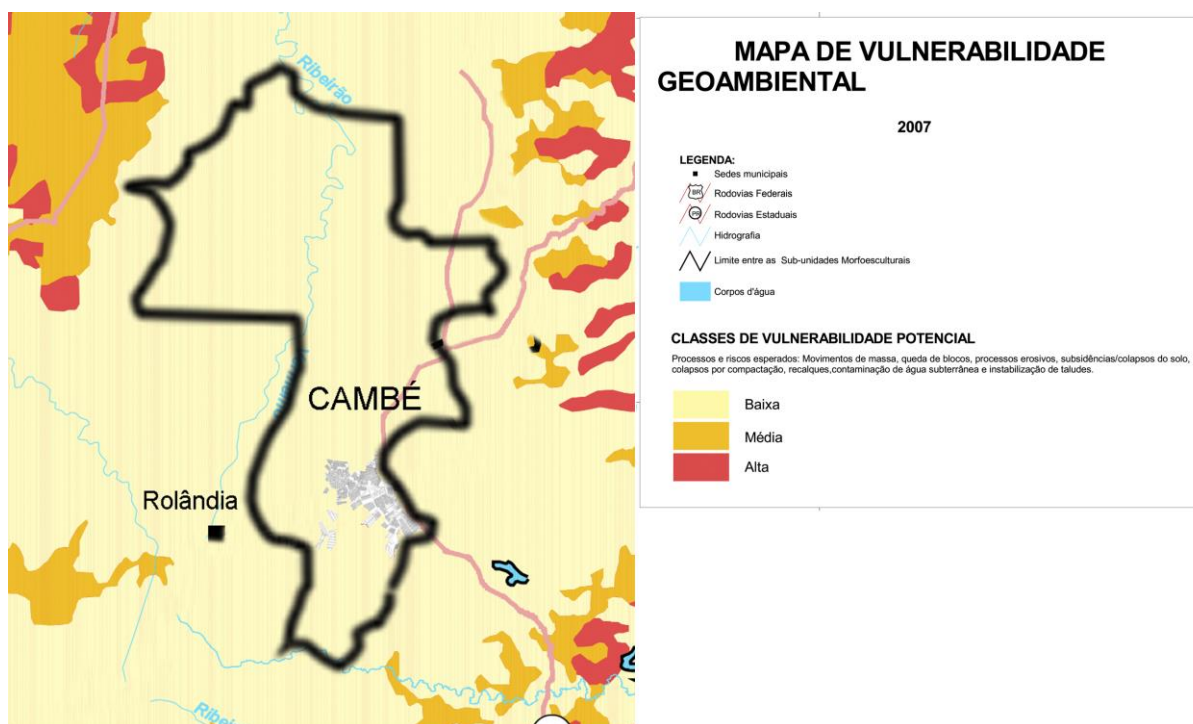 Ribeirão
Vermelho
CAMBÉ
Rolândia
MAPA DE VULNERABILIDADE
GEOAMBIENTAL
2007
LEGENDA:
Sedes municipais
BR
Rodovias Federais
PR
Rodovias Estaduais
Hidrografia
Limite entre as Sub-unidades Morfoesculturais
Corpos d'água
CLASSES DE VULNERABILIDADE POTENCIAL
Processos e riscos esperados: Movimentos de massa, queda de blocos, processos erosivos, subsidências/colapsos do solo,
colapsos por compactação, recalques,contaminação de água subterrânea e instabilização de taludes.
Baixa
Média
Alta